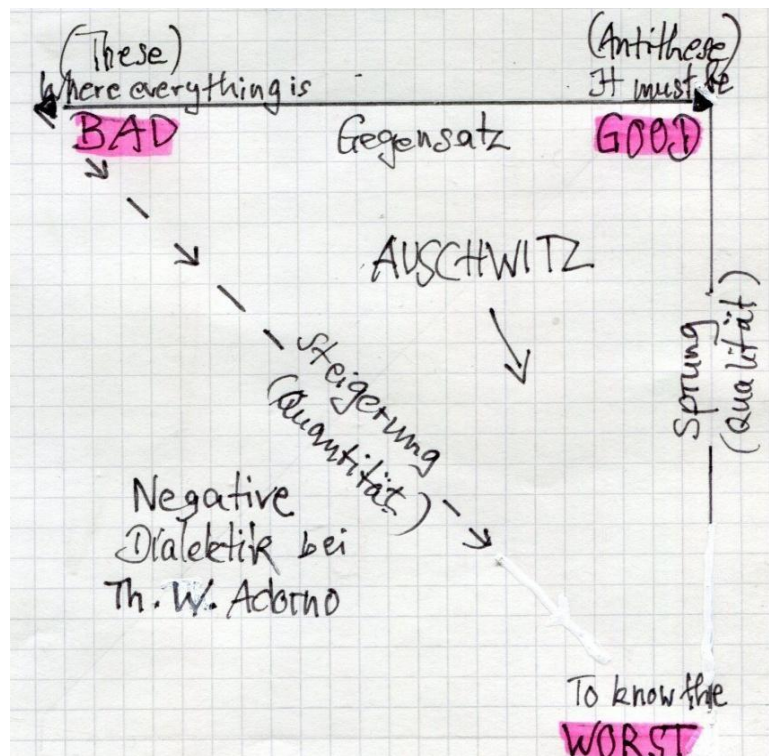 (These)
Where everything is
BAD
Gegensatz
(Antithese)
It must be
GOOD
AUSCHWITZ
Steigerung
(Quantität)
Sprung
(Qualität)
Negative
Dialektik bei
Th. W. Adorno
To know the
WORST